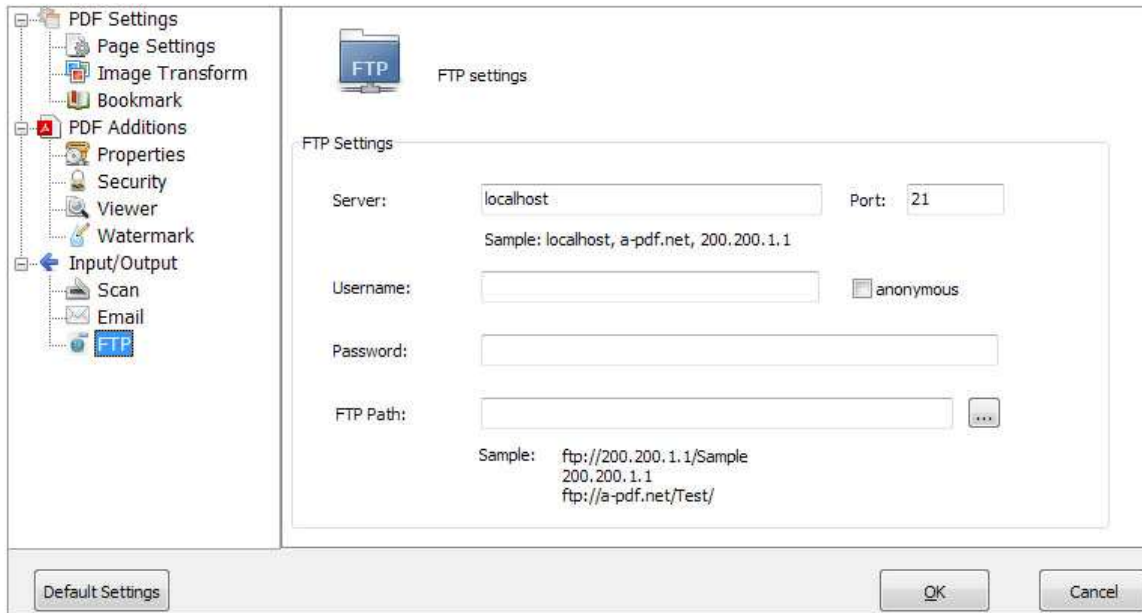 PDF Settings
Page Settings
Image Transform
Bookmark
PDF Additions
Properties
Security
Viewer
Watermark
Input/Output
Scan
Email
FTP
FTP
FTP settings
FTP Settings
Server: localhost Port: 21
Sample: localhost, a-pdf.net, 200.200.1.1
Username: anonymous
Password:
FTP Path: ...
Sample: ftp://200.200.1.1/Sample
200.200.1.1
ftp://a-pdf.net/Test/
Default Settings OK Cancel